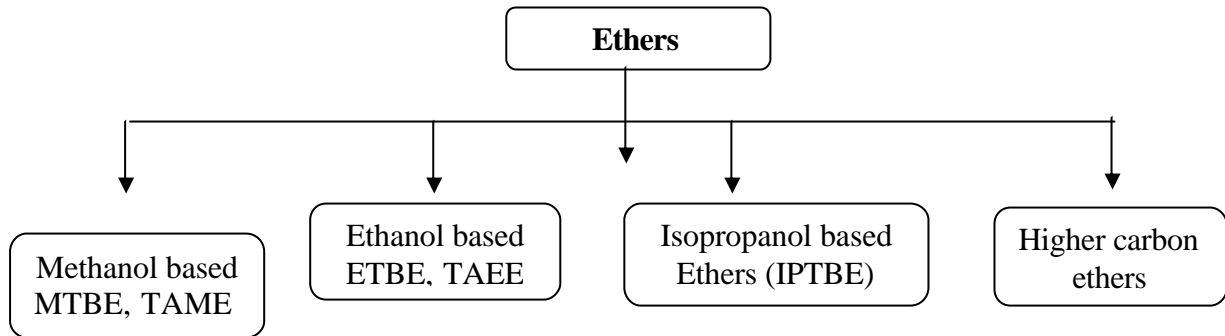 Ethers
Methanol based
MTBE, TAME
Ethanol based
ETBE, TAEE
Isopropanol based
Ethers (IPTBE)
Higher carbon
ethers